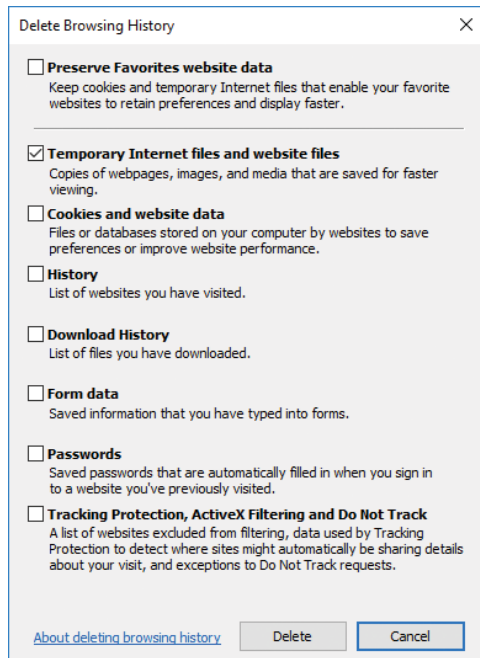 Delete Browsing History
Preserve Favorites website data
Keep cookies and temporary Internet files that enable your favorite
websites to retain preferences and display faster.
Temporary Internet files and website files
Copies of webpages, images, and media that are saved for faster
viewing.
Cookies and website data
Files or databases stored on your computer by websites to save
preferences or improve website performance.
History
List of websites you have visited.
Download History
List of files you have downloaded.
Form data
Saved information that you have typed into forms.
Passwords
Saved passwords that are automatically filled in when you sign in
to a website you've previously visited.
Tracking Protection, ActiveX Filtering and Do Not Track
A list of websites excluded from filtering, data used by Tracking
Protection to detect where sites might automatically be sharing details
about your visit, and exceptions to Do Not Track requests.
About deleting browsing history
Delete
Cancel